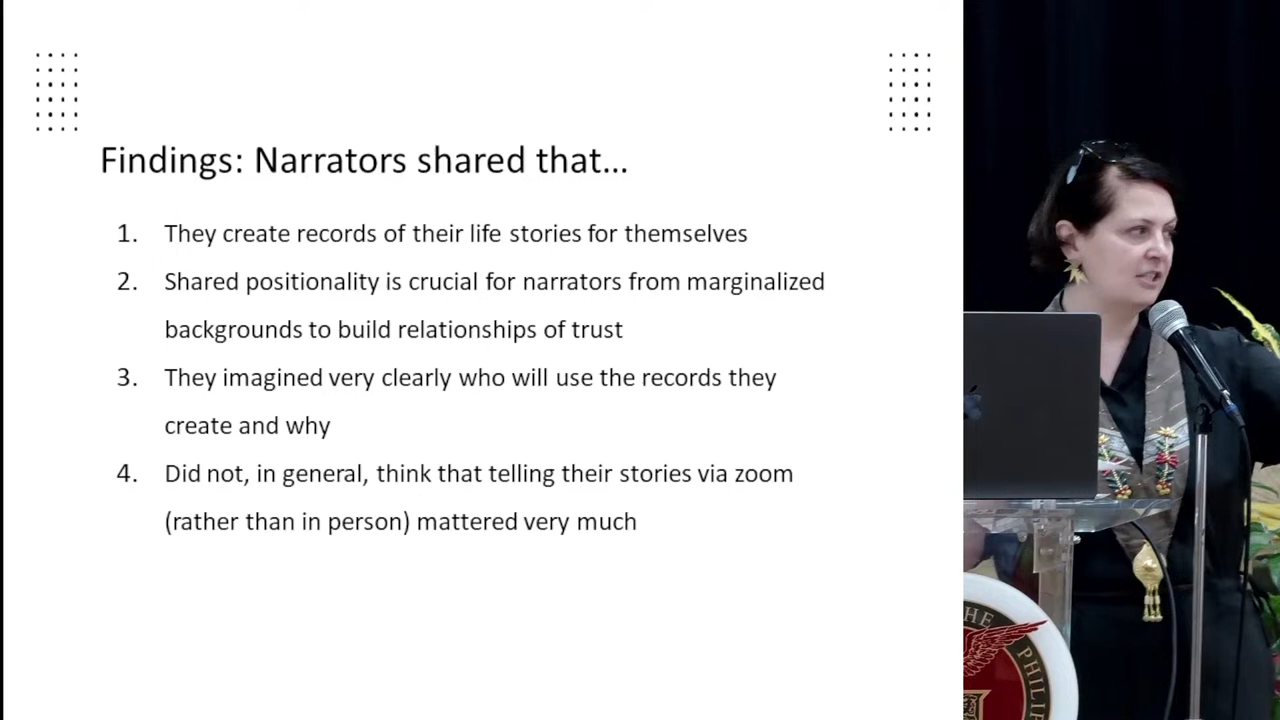 Findings: Narrators shared that...
1. They create records of their life stories for themselves
2. Shared positionality is crucial for narrators from marginalized
backgrounds to build relationships of trust
3. They imagined very clearly who will use the records they
create and why
4. Did not, in general, think that telling their stories via zoom
(rather than in person) mattered very much
THE